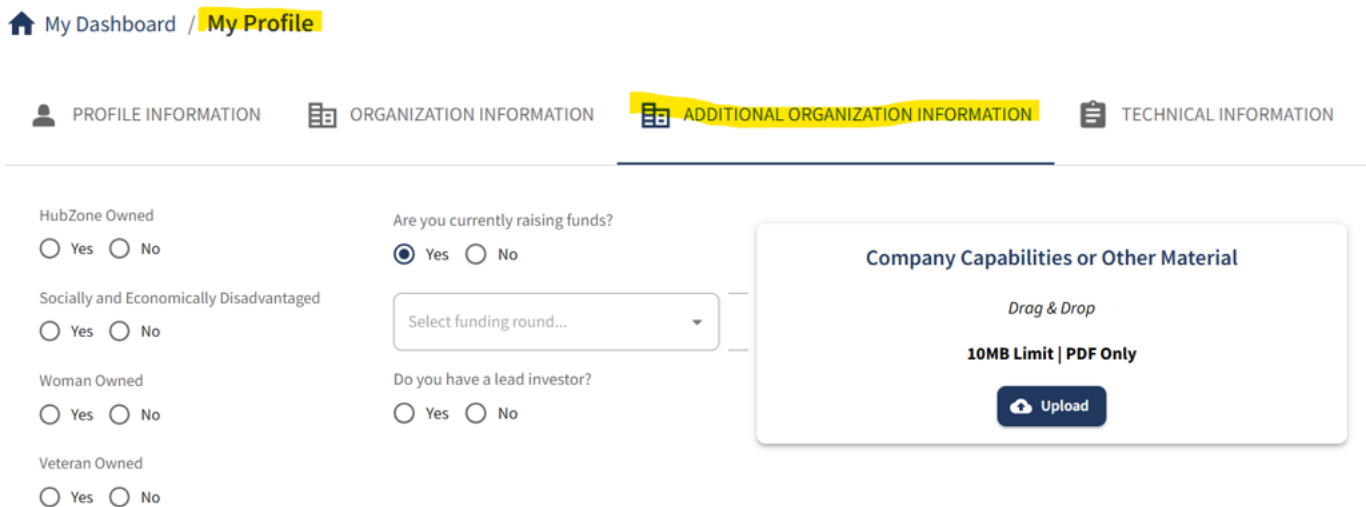 My Dashboard / My Profile
PROFILE INFORMATION
ORGANIZATION INFORMATION
ADDITIONAL ORGANIZATION INFORMATION
TECHNICAL INFORMATION
HubZone Owned
Yes No
Socially and Economically Disadvantaged
Yes No
Woman Owned
Yes No
Veteran Owned
Yes No
Are you currently raising funds?
Yes No
Select funding round...
Do you have a lead investor?
Yes No
Company Capabilities or Other Material
Drag & Drop
10MB Limit | PDF Only
Upload